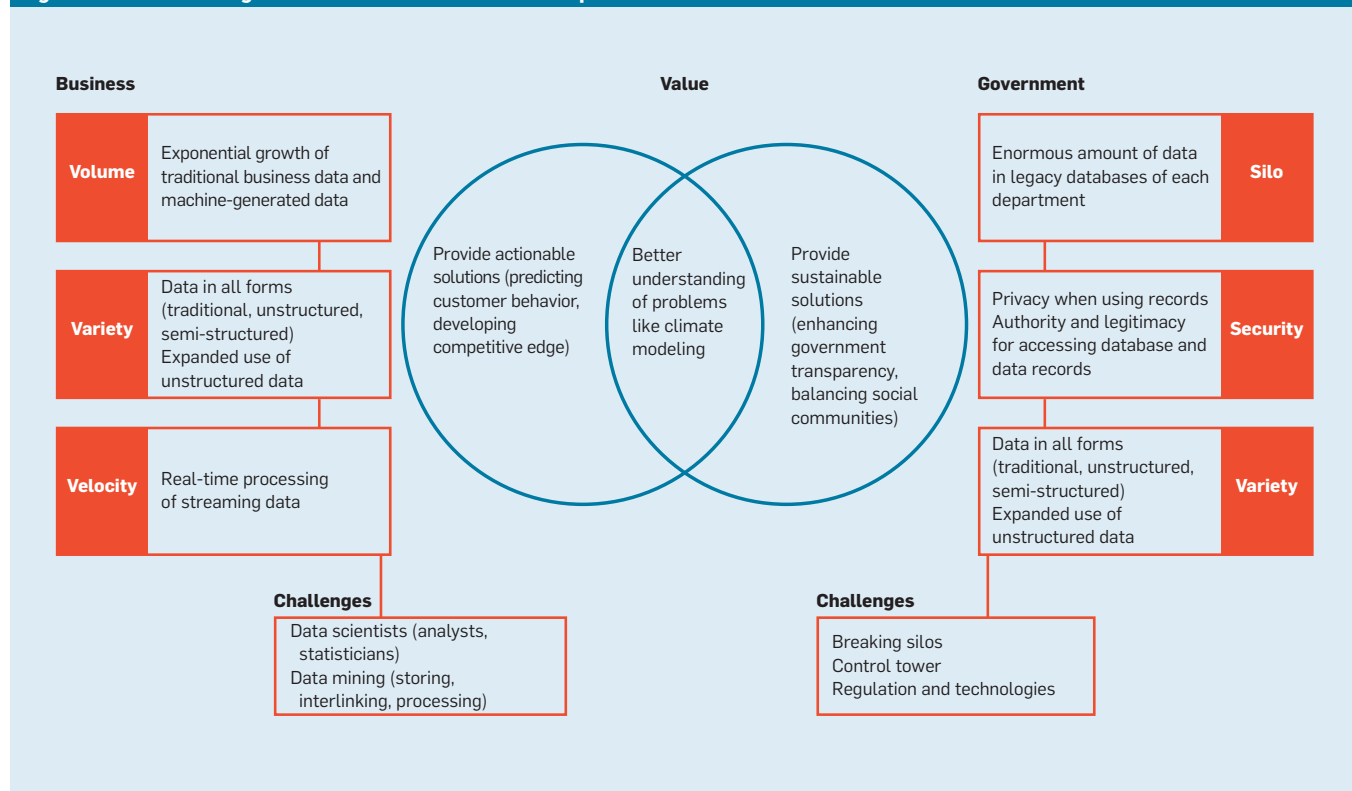 Business
Volume
Exponential growth of
traditional business data and
machine-generated data
Variety
Data in all forms
(traditional, unstructured,
semi-structured)
Expanded use of
unstructured data
Velocity
Real-time processing
of streaming data
Challenges
Data scientists (analysts,
statisticians)
Data mining (storing,
interlinking, processing)
Value
Provide actionable
solutions (predicting
customer behavior,
developing
competitive edge)
Better
understanding
of problems
like climate
modeling
Provide
sustainable
solutions
(enhancing
government
transparency,
balancing social
communities)
Government
Enormous amount of data
in legacy databases of each
department
Silo
Privacy when using records
Authority and legitimacy
for accessing database and
data records
Security
Data in all forms
(traditional, unstructured,
semi-structured)
Expanded use of
unstructured data
Variety
Challenges
Breaking silos
Control tower
Regulation and technologies